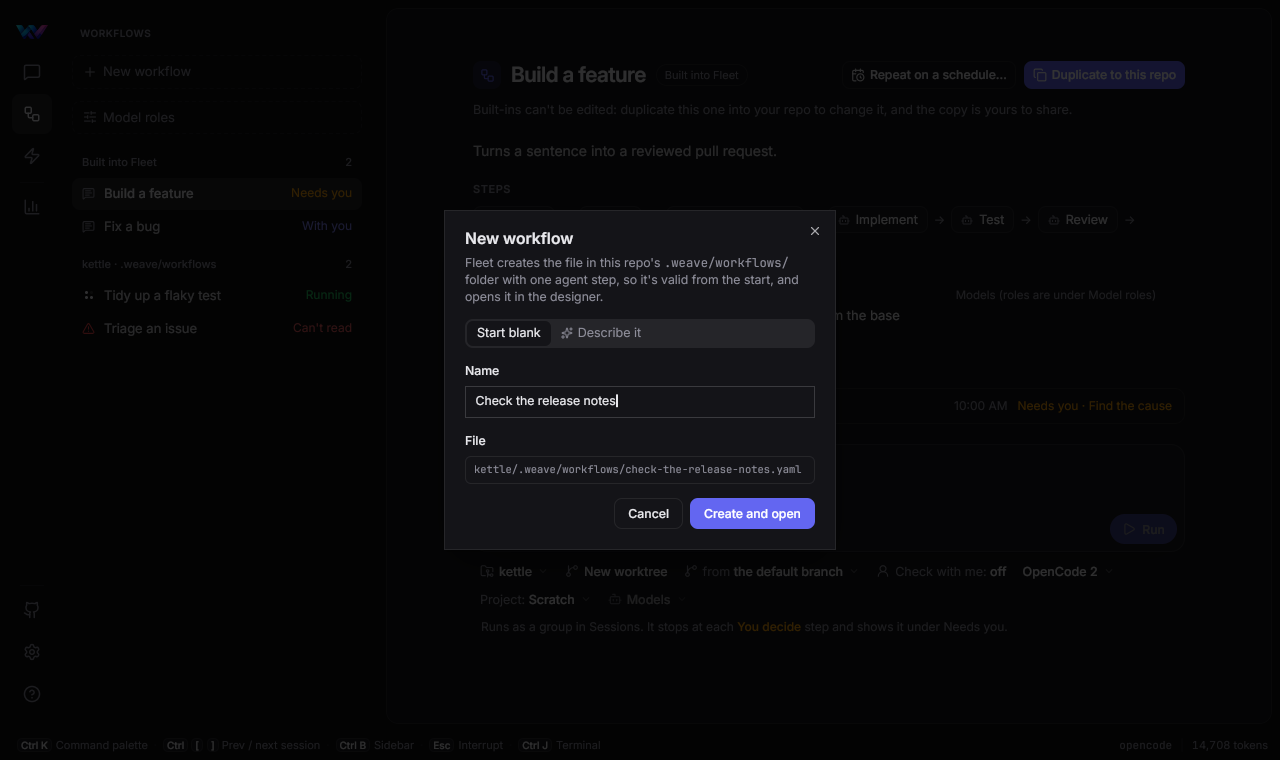 WORKFLOWS
New workflow
Model roles
Built into Fleet 2
Build a feature Needs you
Fix a bug With you
kettle · .weave/workflows 2
Tidy up a flaky test Running
Triage an issue Can't read
Build a feature Built into Fleet Repeat on a schedule... Duplicate to this repo
Built-ins can't be edited: duplicate this one into your repo to change it, and the copy is yours to share.
Turns a sentence into a reviewed pull request.
STEPS
Implement → Test → Review →
Models (roles are under Model roles)
the base
10:00 AM Needs you · Find the cause
Run
New workflow
Fleet creates the file in this repo's .weave/workflows/
folder with one agent step, so it's valid from the start, and
opens it in the designer.
Start blank Describe it
Name
Check the release notes
File
kettle/.weave/workflows/check-the-release-notes.yaml
Cancel Create and open
kettle New worktree from the default branch Check with me: off OpenCode 2
Project: Scratch Models
Runs as a group in Sessions. It stops at each You decide step and shows it under Needs you.
Ctrl K Command palette Ctrl [ ] Prev / next session Ctrl B Sidebar Esc Interrupt Ctrl J Terminal opencode 14,708 tokens